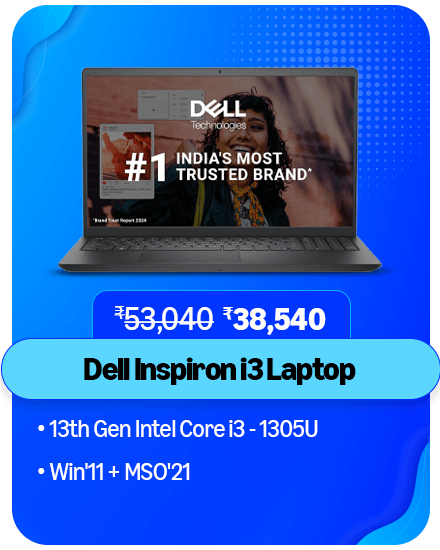 DELL
Technologies
#1 INDIA'S MOST
TRUSTED BRAND*
*Brand Trust Report 2024
₹53,040 ₹38,540
Dell Inspiron i3 Laptop
• 13th Gen Intel Core i3 - 1305U
• Win'11 + MSO'21